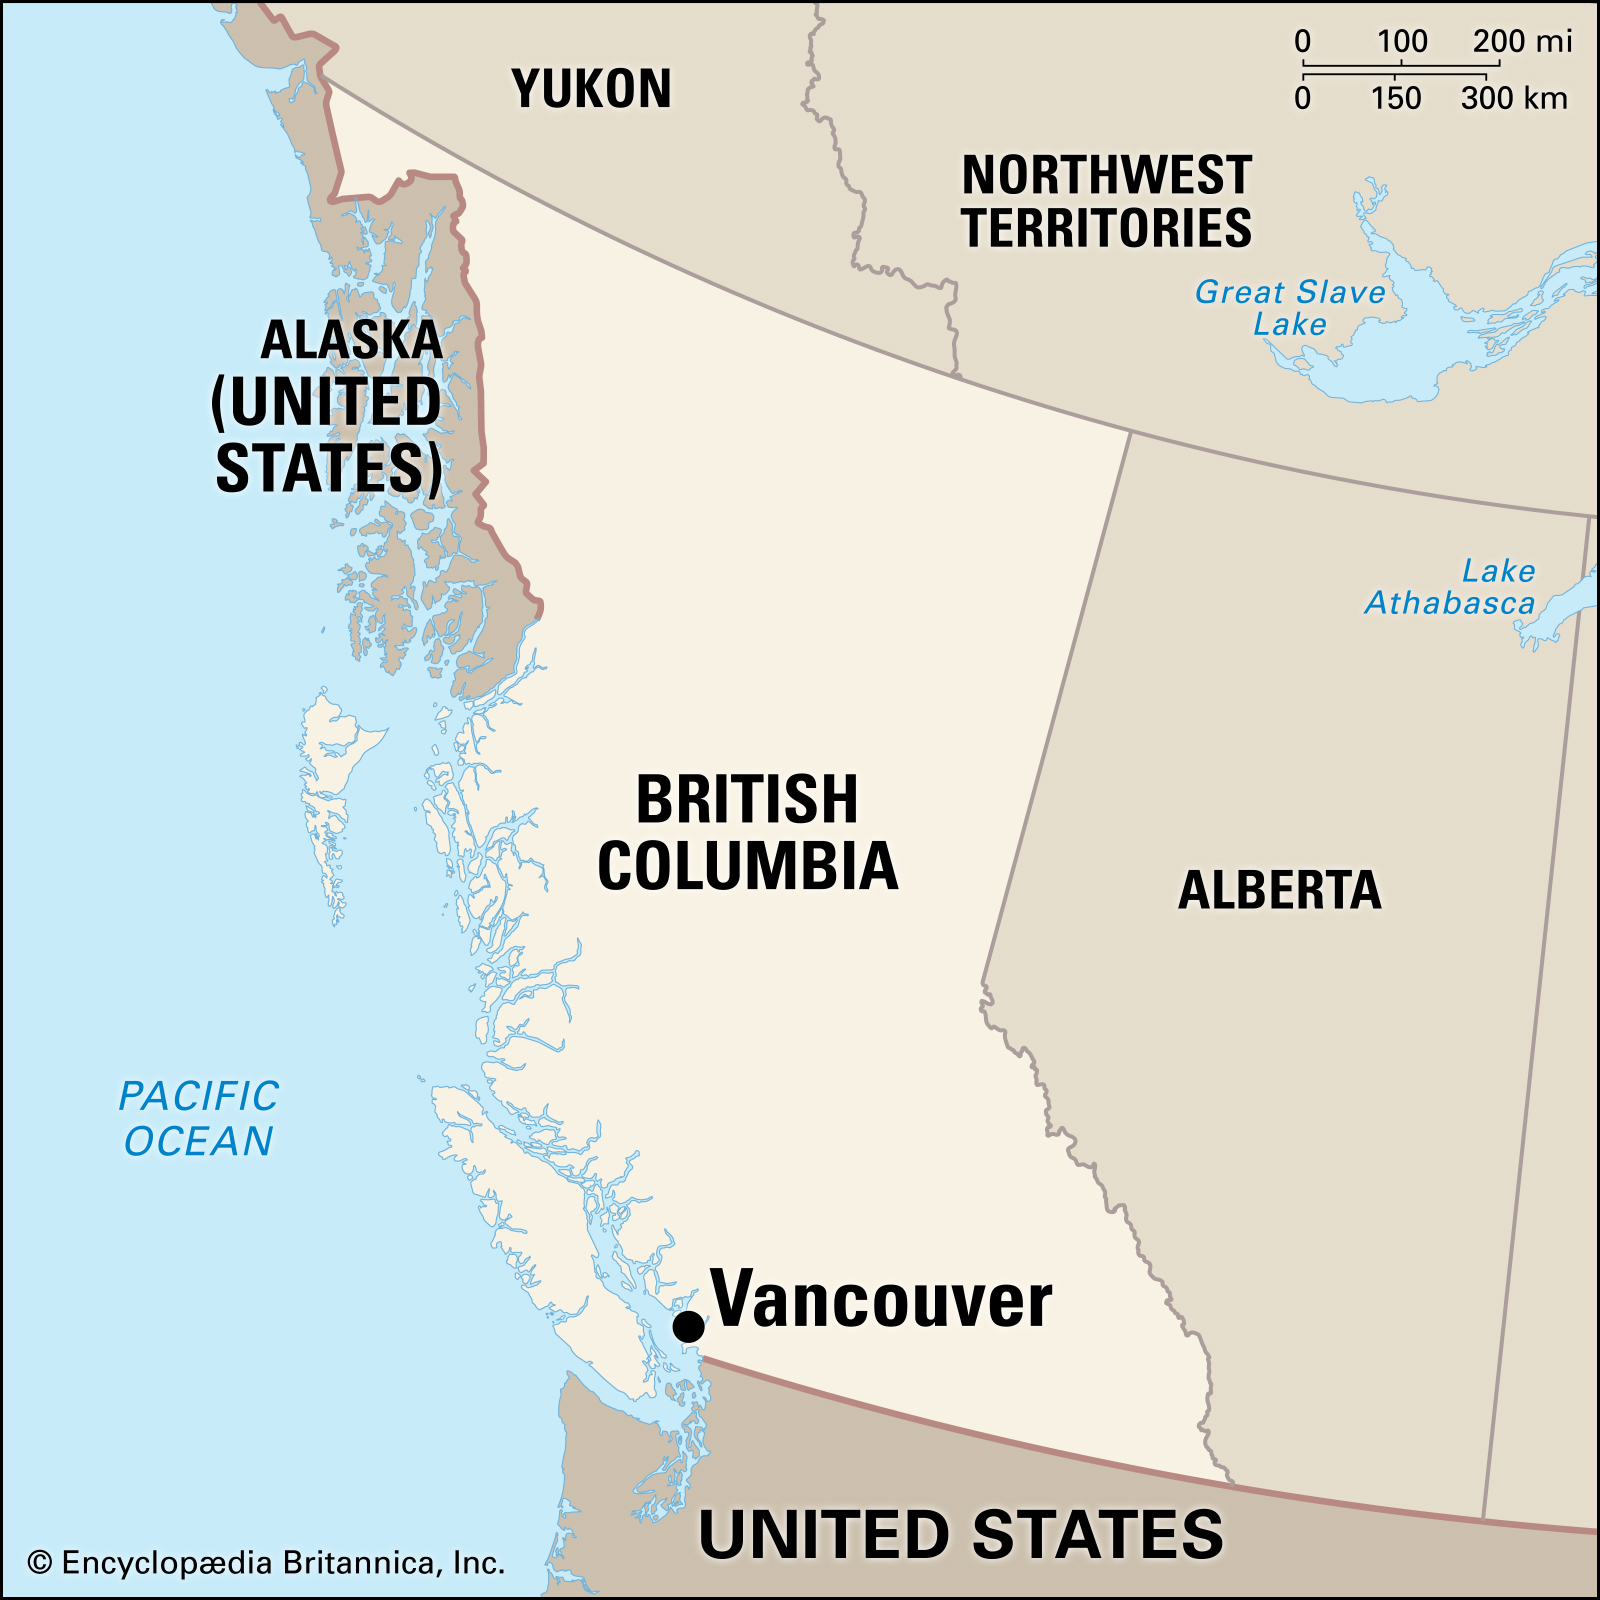 0 100 200 mi
0 150 300 km
YUKON
NORTHWEST
TERRITORIES
Great Slave
Lake
ALASKA
(UNITED
STATES)
Lake
Athabasca
BRITISH
COLUMBIA
ALBERTA
PACIFIC
OCEAN
Vancouver
UNITED STATES
© Encyclopædia Britannica, Inc.